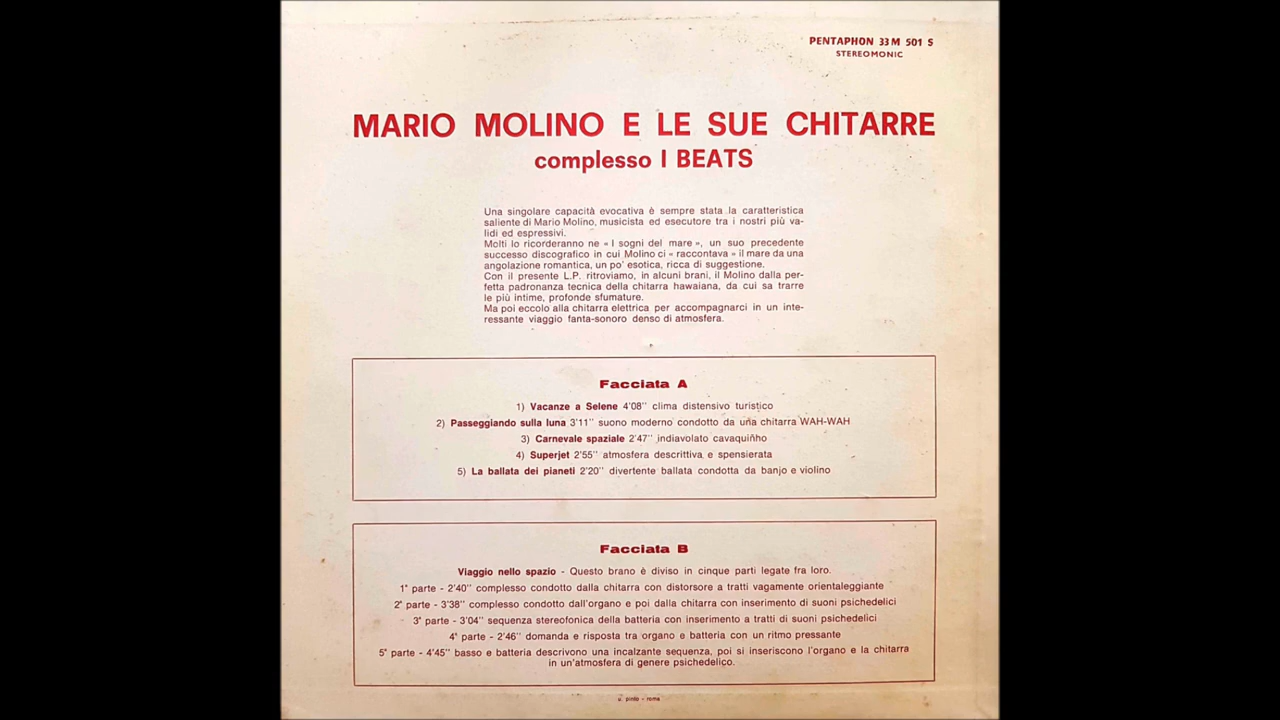 PENTAPHON 33 M 501 S
STEREOMONIC
MARIO MOLINO E LE SUE CHITARRE
complesso I BEATS
Una singolare capacità evocativa è sempre stata la caratteristica
saliente di Mario Molino, musicista ed esecutore tra i nostri più va-
lidi ed espressivi.
Molti lo ricorderanno ne « I sogni del mare », un suo precedente
successo discografico in cui Molino ci « raccontava » il mare da una
angolazione romantica, un po' esotica, ricca di suggestione.
Con il presente L.P. ritroviamo, in alcuni brani, il Molino dalla per-
fetta padronanza tecnica della chitarra hawaiana, da cui sa trarre
le più intime, profonde sfumature.
Ma poi eccolo alla chitarra elettrica per accompagnarci in un inte-
ressante viaggio fanta-sonoro denso di atmosfera.
Facciata A
1) Vacanze a Selene 4'08'' clima distensivo turistico
2) Passeggiando sulla luna 3'11'' suono moderno condotto da una chitarra WAH-WAH
3) Carnevale spaziale 2'47'' indiavolato cavaquiñho
4) Superjet 2'55'' atmosfera descrittiva e spensierata
5) La ballata dei pianeti 2'20'' divertente ballata condotta da banjo e violino
Facciata B
Viaggio nello spazio - Questo brano è diviso in cinque parti legate fra loro.
1ª parte - 2'40'' complesso condotto dalla chitarra con distorsore a tratti vagamente orientaleggiante
2ª parte - 3'38'' complesso condotto dall'organo e poi dalla chitarra con inserimento di suoni psichedelici
3ª parte - 3'04'' sequenza stereofonica della batteria con inserimento a tratti di suoni psichedelici
4ª parte - 2'46'' domanda e risposta tra organo e batteria con un ritmo pressante
5ª parte - 4'45'' basso e batteria descrivono una incalzante sequenza, poi si inseriscono l'organo e la chitarra
in un'atmosfera di genere psichedelico.
u. pinto - roma